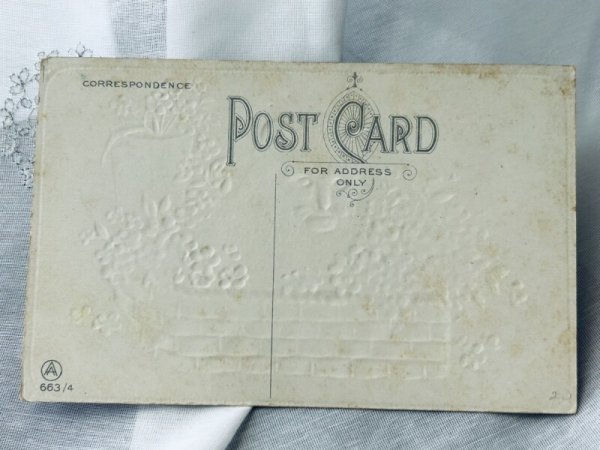 CORRESPONDENCE
POST CARD
FOR ADDRESS
ONLY
A
663/4